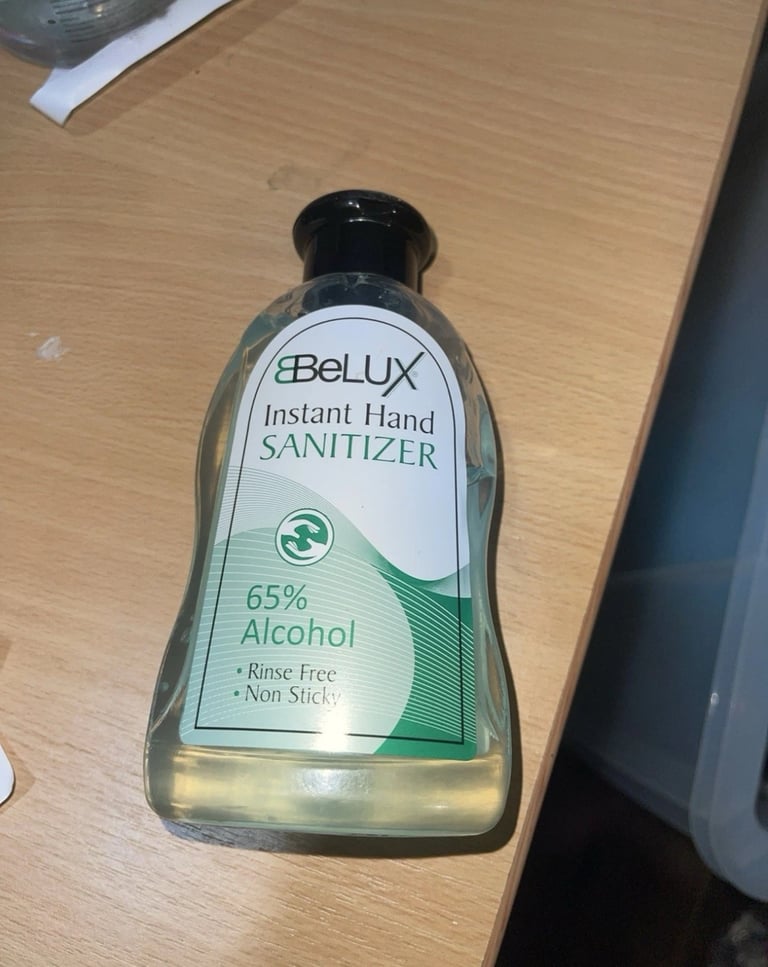 BBeLUX
Instant Hand
SANITIZER
65%
Alcohol
• Rinse Free
• Non Sticky